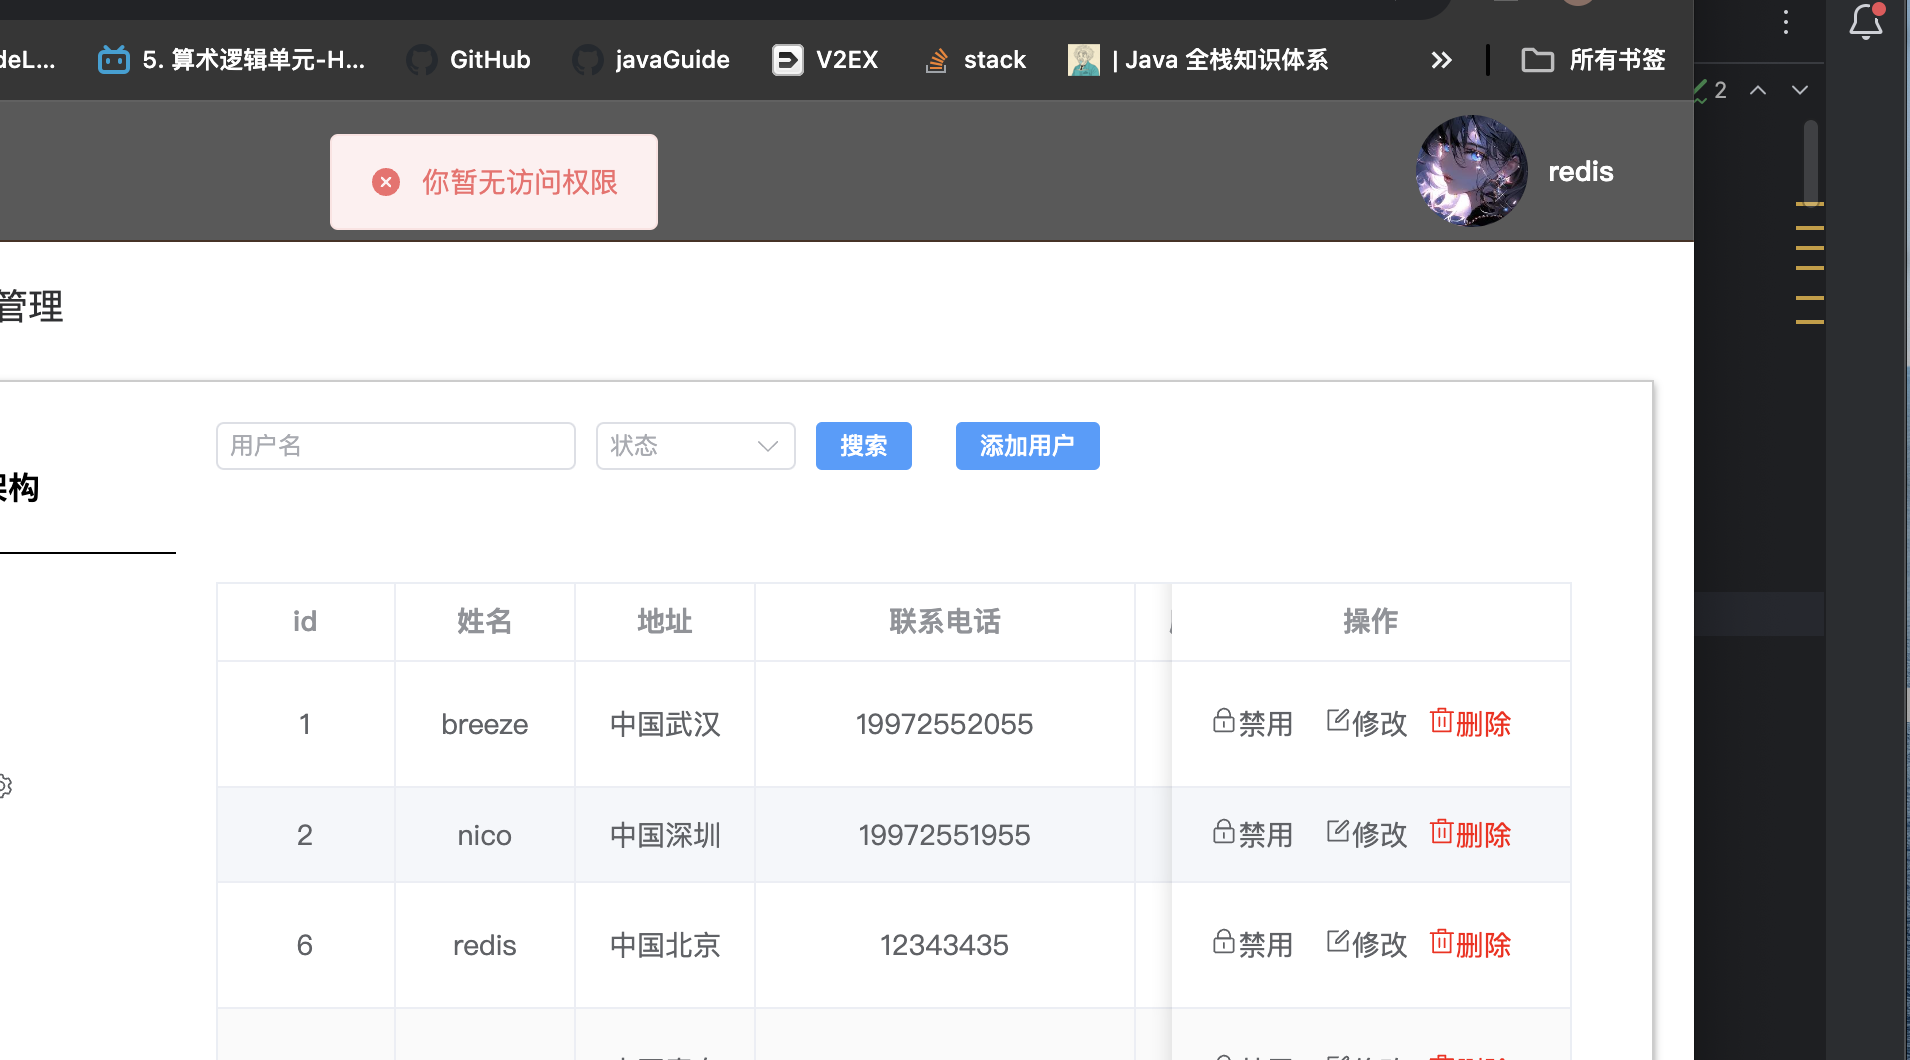 deL...
5. 算术逻辑单元-H...
GitHub
javaGuide
V2EX
stack
| Java 全栈知识体系
所有书签
2
你暂无访问权限
redis
管理
架构
用户名
状态
搜索
添加用户
id 姓名 地址 联系电话 操作
1 breeze 中国武汉 19972552055 禁用 修改 删除
2 nico 中国深圳 19972551955 禁用 修改 删除
6 redis 中国北京 12343435 禁用 修改 删除